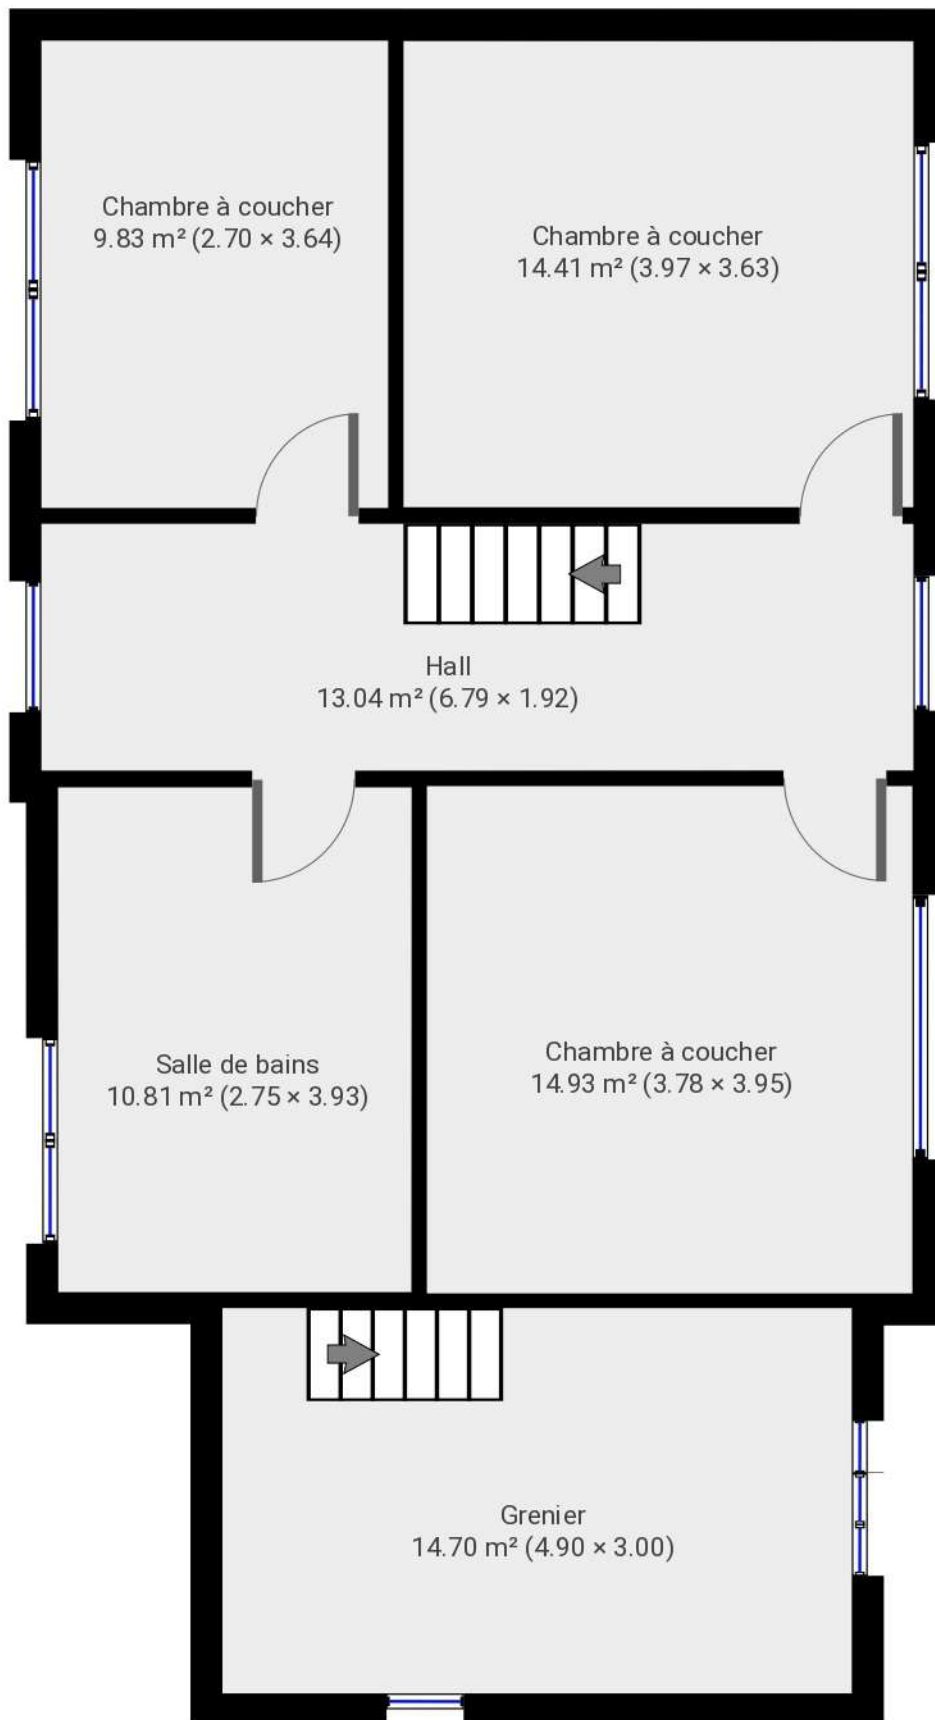 Chambre à coucher
9.83 m² (2.70 × 3.64)
Chambre à coucher
14.41 m² (3.97 × 3.63)
Hall
13.04 m² (6.79 × 1.92)
Salle de bains
10.81 m² (2.75 × 3.93)
Chambre à coucher
14.93 m² (3.78 × 3.95)
Grenier
14.70 m² (4.90 × 3.00)